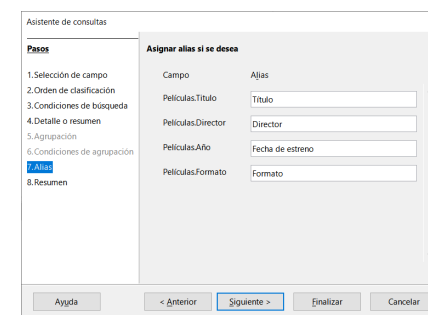 Asistente de consultas
Pasos
Asignar alias si se desea
1.Selección de campo
2.Orden de clasificación
3.Condiciones de búsqueda
4.Detalle o resumen
5.Agrupación
6.Condiciones de agrupación
7.Alias
8.Resumen
Campo Alias
Películas.Titulo Título
Películas.Director Director
Películas.Año Fecha de estreno
Películas.Formato Formato
Ayuda < Anterior Siguiente > Finalizar Cancelar